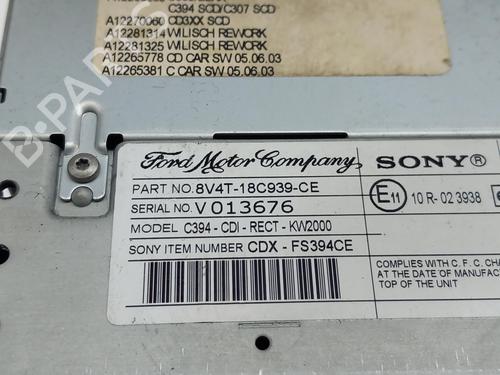 C394 SCD/C307 SCD
A12270060 CD3XX SCD
A12281314 WILISCH REWORK
A12281325 WILISCH REWORK
A12265778 CD CAR SW 05.06.03
A12265381 C CAR SW 05.06.03
B-PARTS
Ford Motor Company SONY®
PART NO. 8V4T-18C939-CE
SERIAL NO. V 013676
MODEL C394 - CDI - RECT - KW2000
SONY ITEM NUMBER CDX - FS394CE
E11 10 R- 02 3938
COMPLIES WITH C. F. C. CHA
AT THE DATE OF MANUFAC
TOP OF THE UNIT